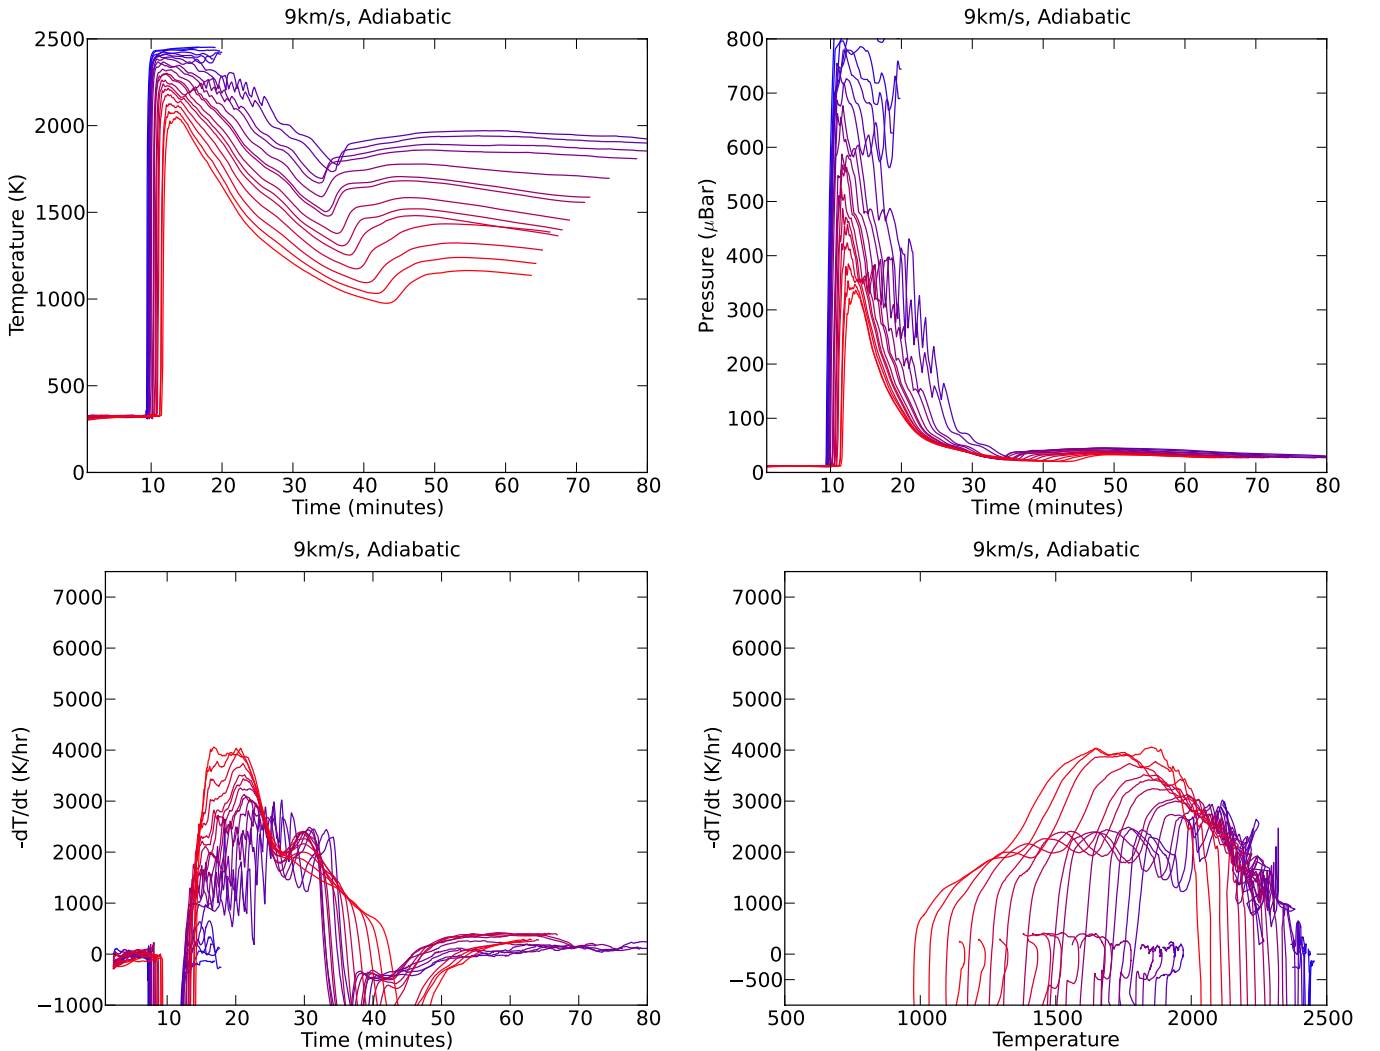 9km/s, Adiabatic
2500
2000
1500
1000
500
0
Temperature (K)
10 20 30 40 50 60 70 80
Time (minutes)
9km/s, Adiabatic
800
700
600
500
400
300
200
100
0
Pressure (μBar)
10 20 30 40 50 60 70 80
Time (minutes)
9km/s, Adiabatic
7000
6000
5000
4000
3000
2000
1000
0
−1000
-dT/dt (K/hr)
10 20 30 40 50 60 70 80
Time (minutes)
9km/s, Adiabatic
7000
6000
5000
4000
3000
2000
1000
0
−500
-dT/dt (K/hr)
500 1000 1500 2000 2500
Temperature